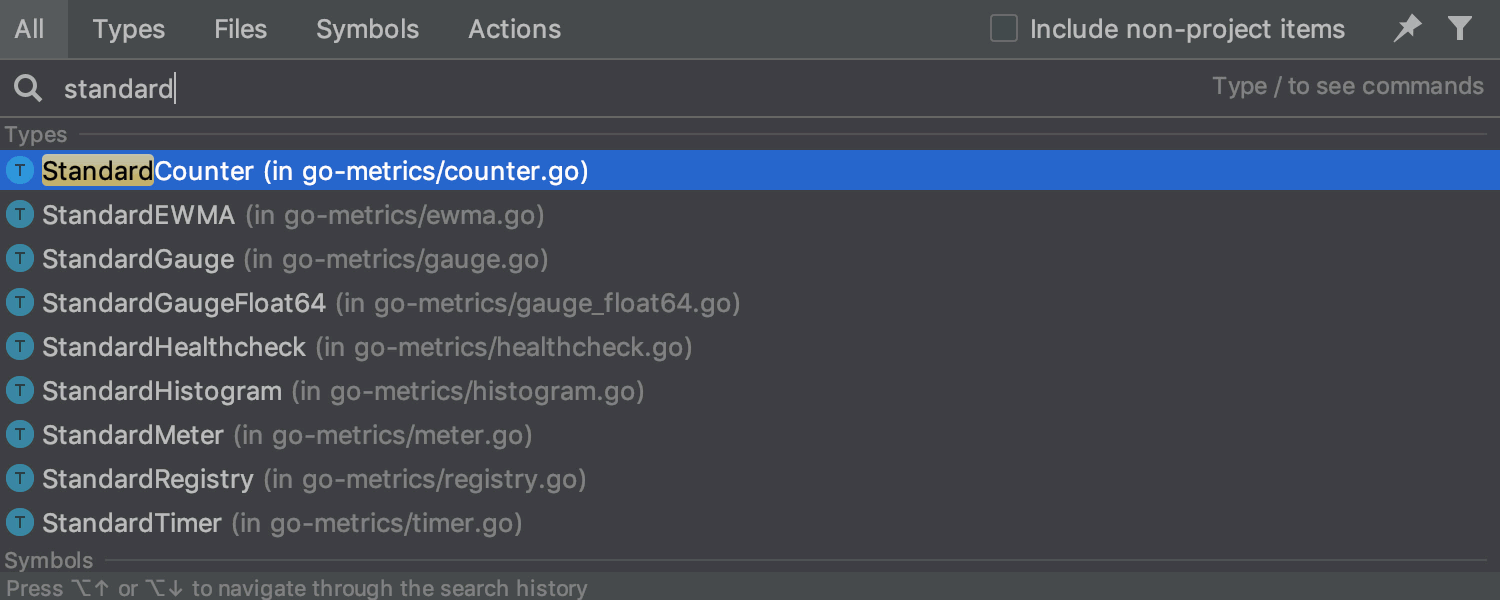 All Types Files Symbols Actions Include non-project items
standard Type / to see commands
Types
T StandardCounter (in go-metrics/counter.go)
T StandardEWMA (in go-metrics/ewma.go)
T StandardGauge (in go-metrics/gauge.go)
T StandardGaugeFloat64 (in go-metrics/gauge_float64.go)
T StandardHealthcheck (in go-metrics/healthcheck.go)
T StandardHistogram (in go-metrics/histogram.go)
T StandardMeter (in go-metrics/meter.go)
T StandardRegistry (in go-metrics/registry.go)
T StandardTimer (in go-metrics/timer.go)
Symbols
Press ⌥↑ or ⌥↓ to navigate through the search history